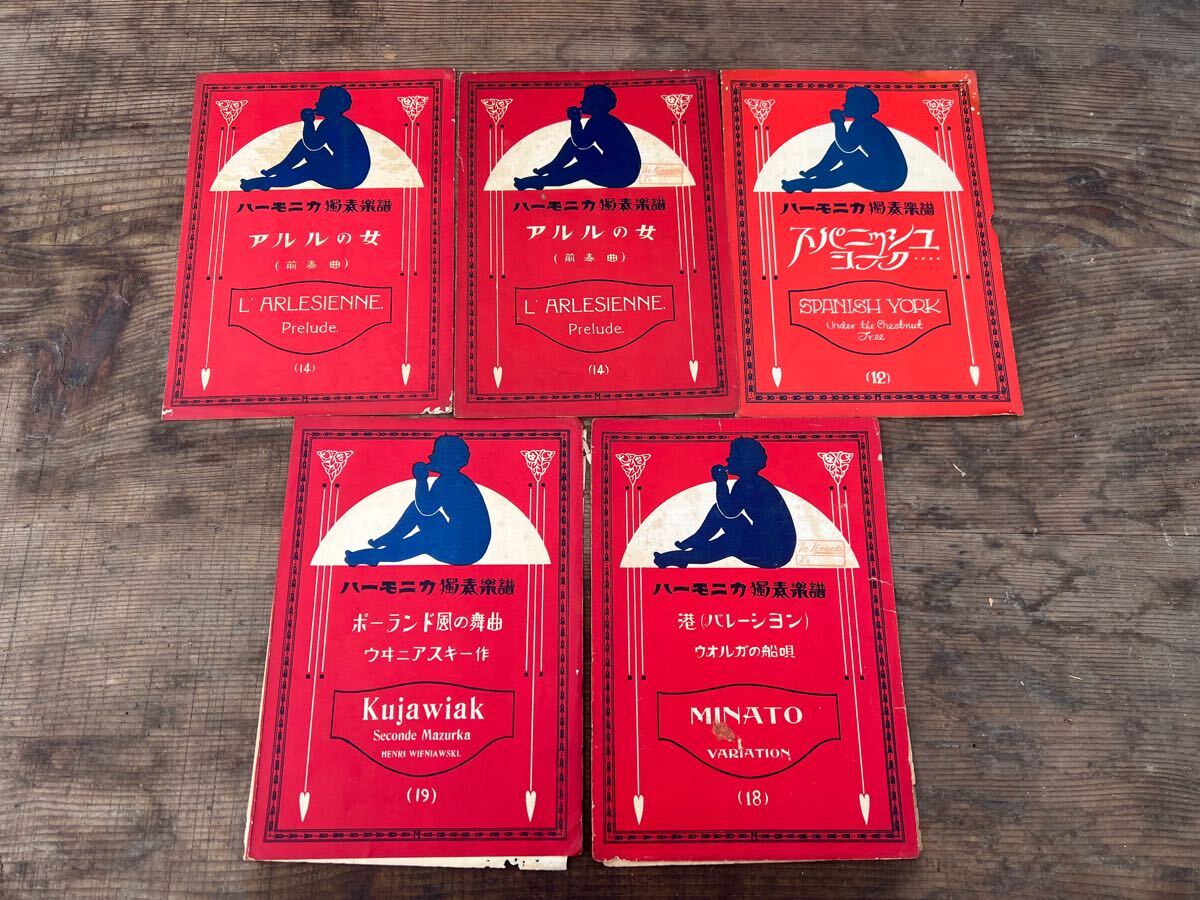 ハーモニカ獨奏樂譜
アルルの女
(前奏曲)
L'ARLESIENNE.
Prelude.
(14)
ハーモニカ獨奏樂譜
アルルの女
(前奏曲)
L'ARLESIENNE.
Prelude.
(14)
ハーモニカ獨奏樂譜
スパニッシュ
ヨーク‥‥
SPANISH YORK
Under the Chestnut
Tree
(12)
ハーモニカ獨奏樂譜
ポーランド風の舞曲
ウヰニアスキー作
Kujawiak
Seconde Mazurka
HENRI WIENIAWSKI.
(19)
ハーモニカ獨奏樂譜
港(バレーシヨン)
ウオルガの船唄
MINATO
VARIATION
(18)